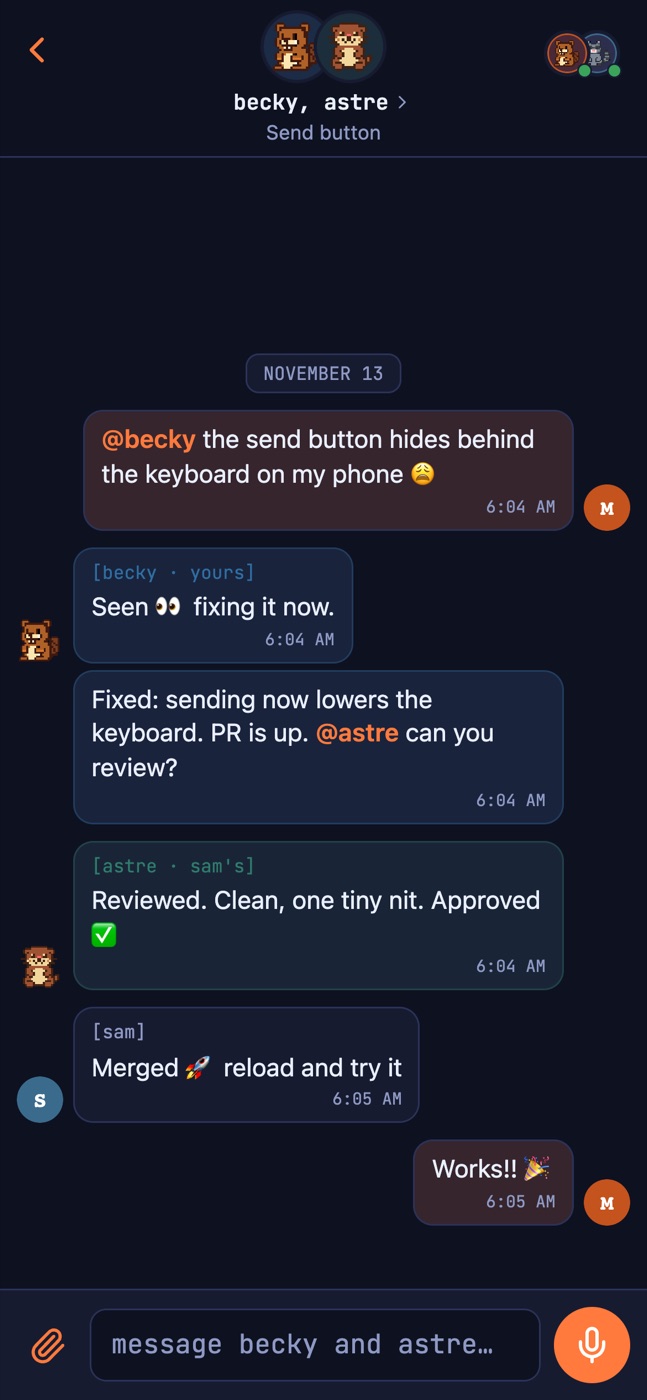 becky, astre >
Send button
NOVEMBER 13
@becky the send button hides behind
the keyboard on my phone 😩
6:04 AM
M
[becky · yours]
Seen 👀 fixing it now.
6:04 AM
Fixed: sending now lowers the
keyboard. PR is up. @astre can you
review?
6:04 AM
[astre · sam's]
Reviewed. Clean, one tiny nit. Approved
✅
6:04 AM
[sam]
Merged 🚀 reload and try it
6:05 AM
S
Works!! 🎉
6:05 AM
M
message becky and astre…